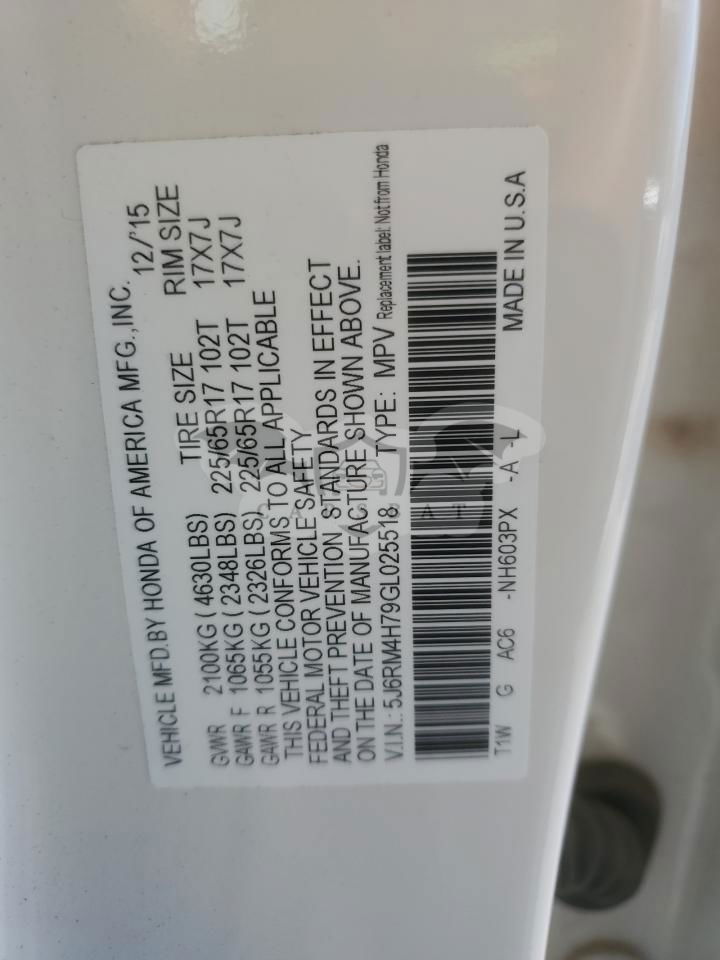 VEHICLE MFD.BY HONDA OF AMERICA MFG.,INC. 12/'15
TIRE SIZE RIM SIZE
GVWR 2100KG ( 4630LBS)
GAWR F 1065KG ( 2348LBS) 225/65R17 102T 17X7J
GAWR R 1055KG ( 2326LBS) 225/65R17 102T 17X7J
THIS VEHICLE CONFORMS TO ALL APPLICABLE
FEDERAL MOTOR VEHICLE SAFETY
AND THEFT PREVENTION STANDARDS IN EFFECT
ON THE DATE OF MANUFACTURE SHOWN ABOVE.
V.I.N.: 5J6RM4H79GL025518 TYPE: MPV Replacement label: Not from Honda
T1W G AC6 -NH603PX -A -L MADE IN U.S.A